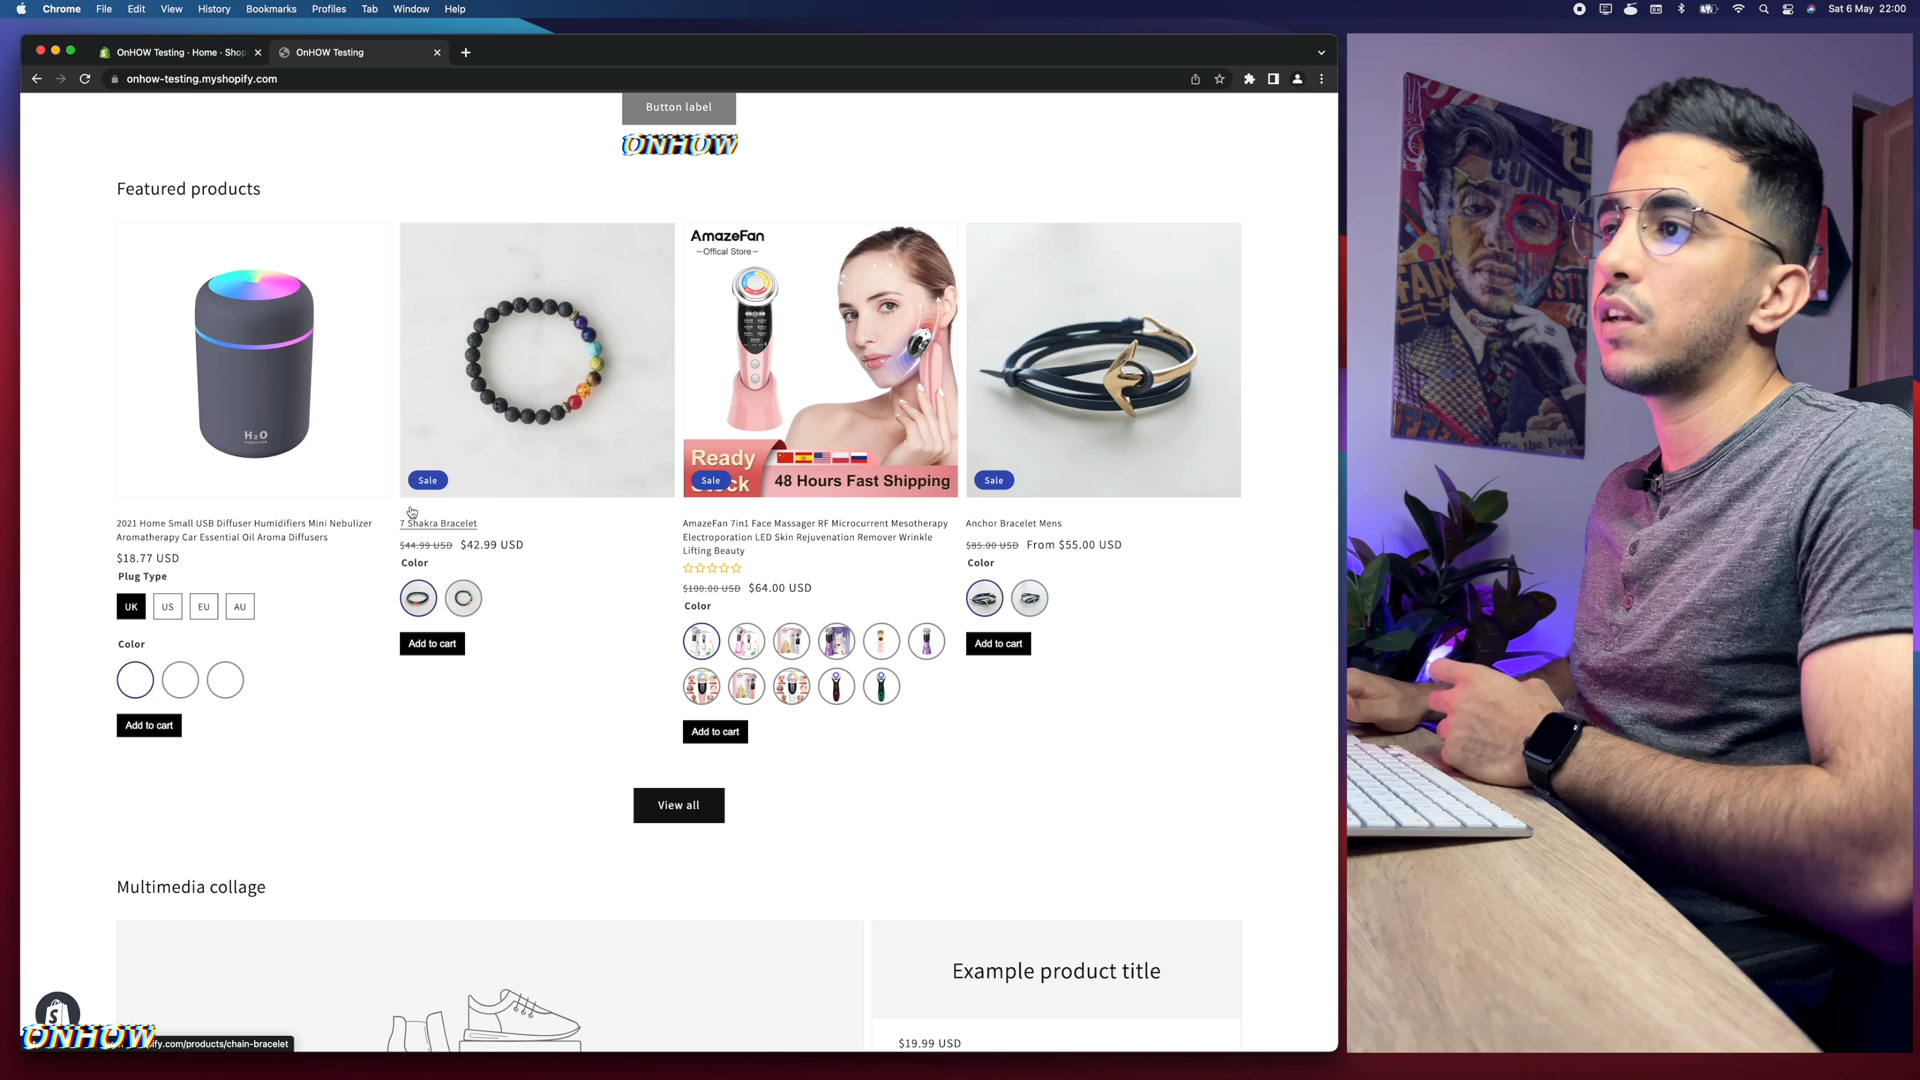 Chrome File Edit View History Bookmarks Profiles Tab Window Help
Sat 6 May 22:00
OnHOW Testing · Home · Shop
OnHOW Testing
onhow-testing.myshopify.com
Button label
ONHOW
Featured products
H₂O
AmazeFan
—Offical Store—
Ready
48 Hours Fast Shipping
Sale
Sale
Sale
2021 Home Small USB Diffuser Humidifiers Mini Nebulizer
Aromatherapy Car Essential Oil Aroma Diffusers
$18.77 USD
Plug Type
UK US EU AU
Color
Add to cart
7 Shakra Bracelet
$44.99 USD $42.99 USD
Color
Add to cart
AmazeFan 7in1 Face Massager RF Microcurrent Mesotherapy
Electroporation LED Skin Rejuvenation Remover Wrinkle
Lifting Beauty
$100.00 USD $64.00 USD
Color
Add to cart
Anchor Bracelet Mens
$85.00 USD From $55.00 USD
Color
Add to cart
View all
Multimedia collage
Example product title
$19.99 USD
ONHOW
ify.com/products/chain-bracelet
to the People